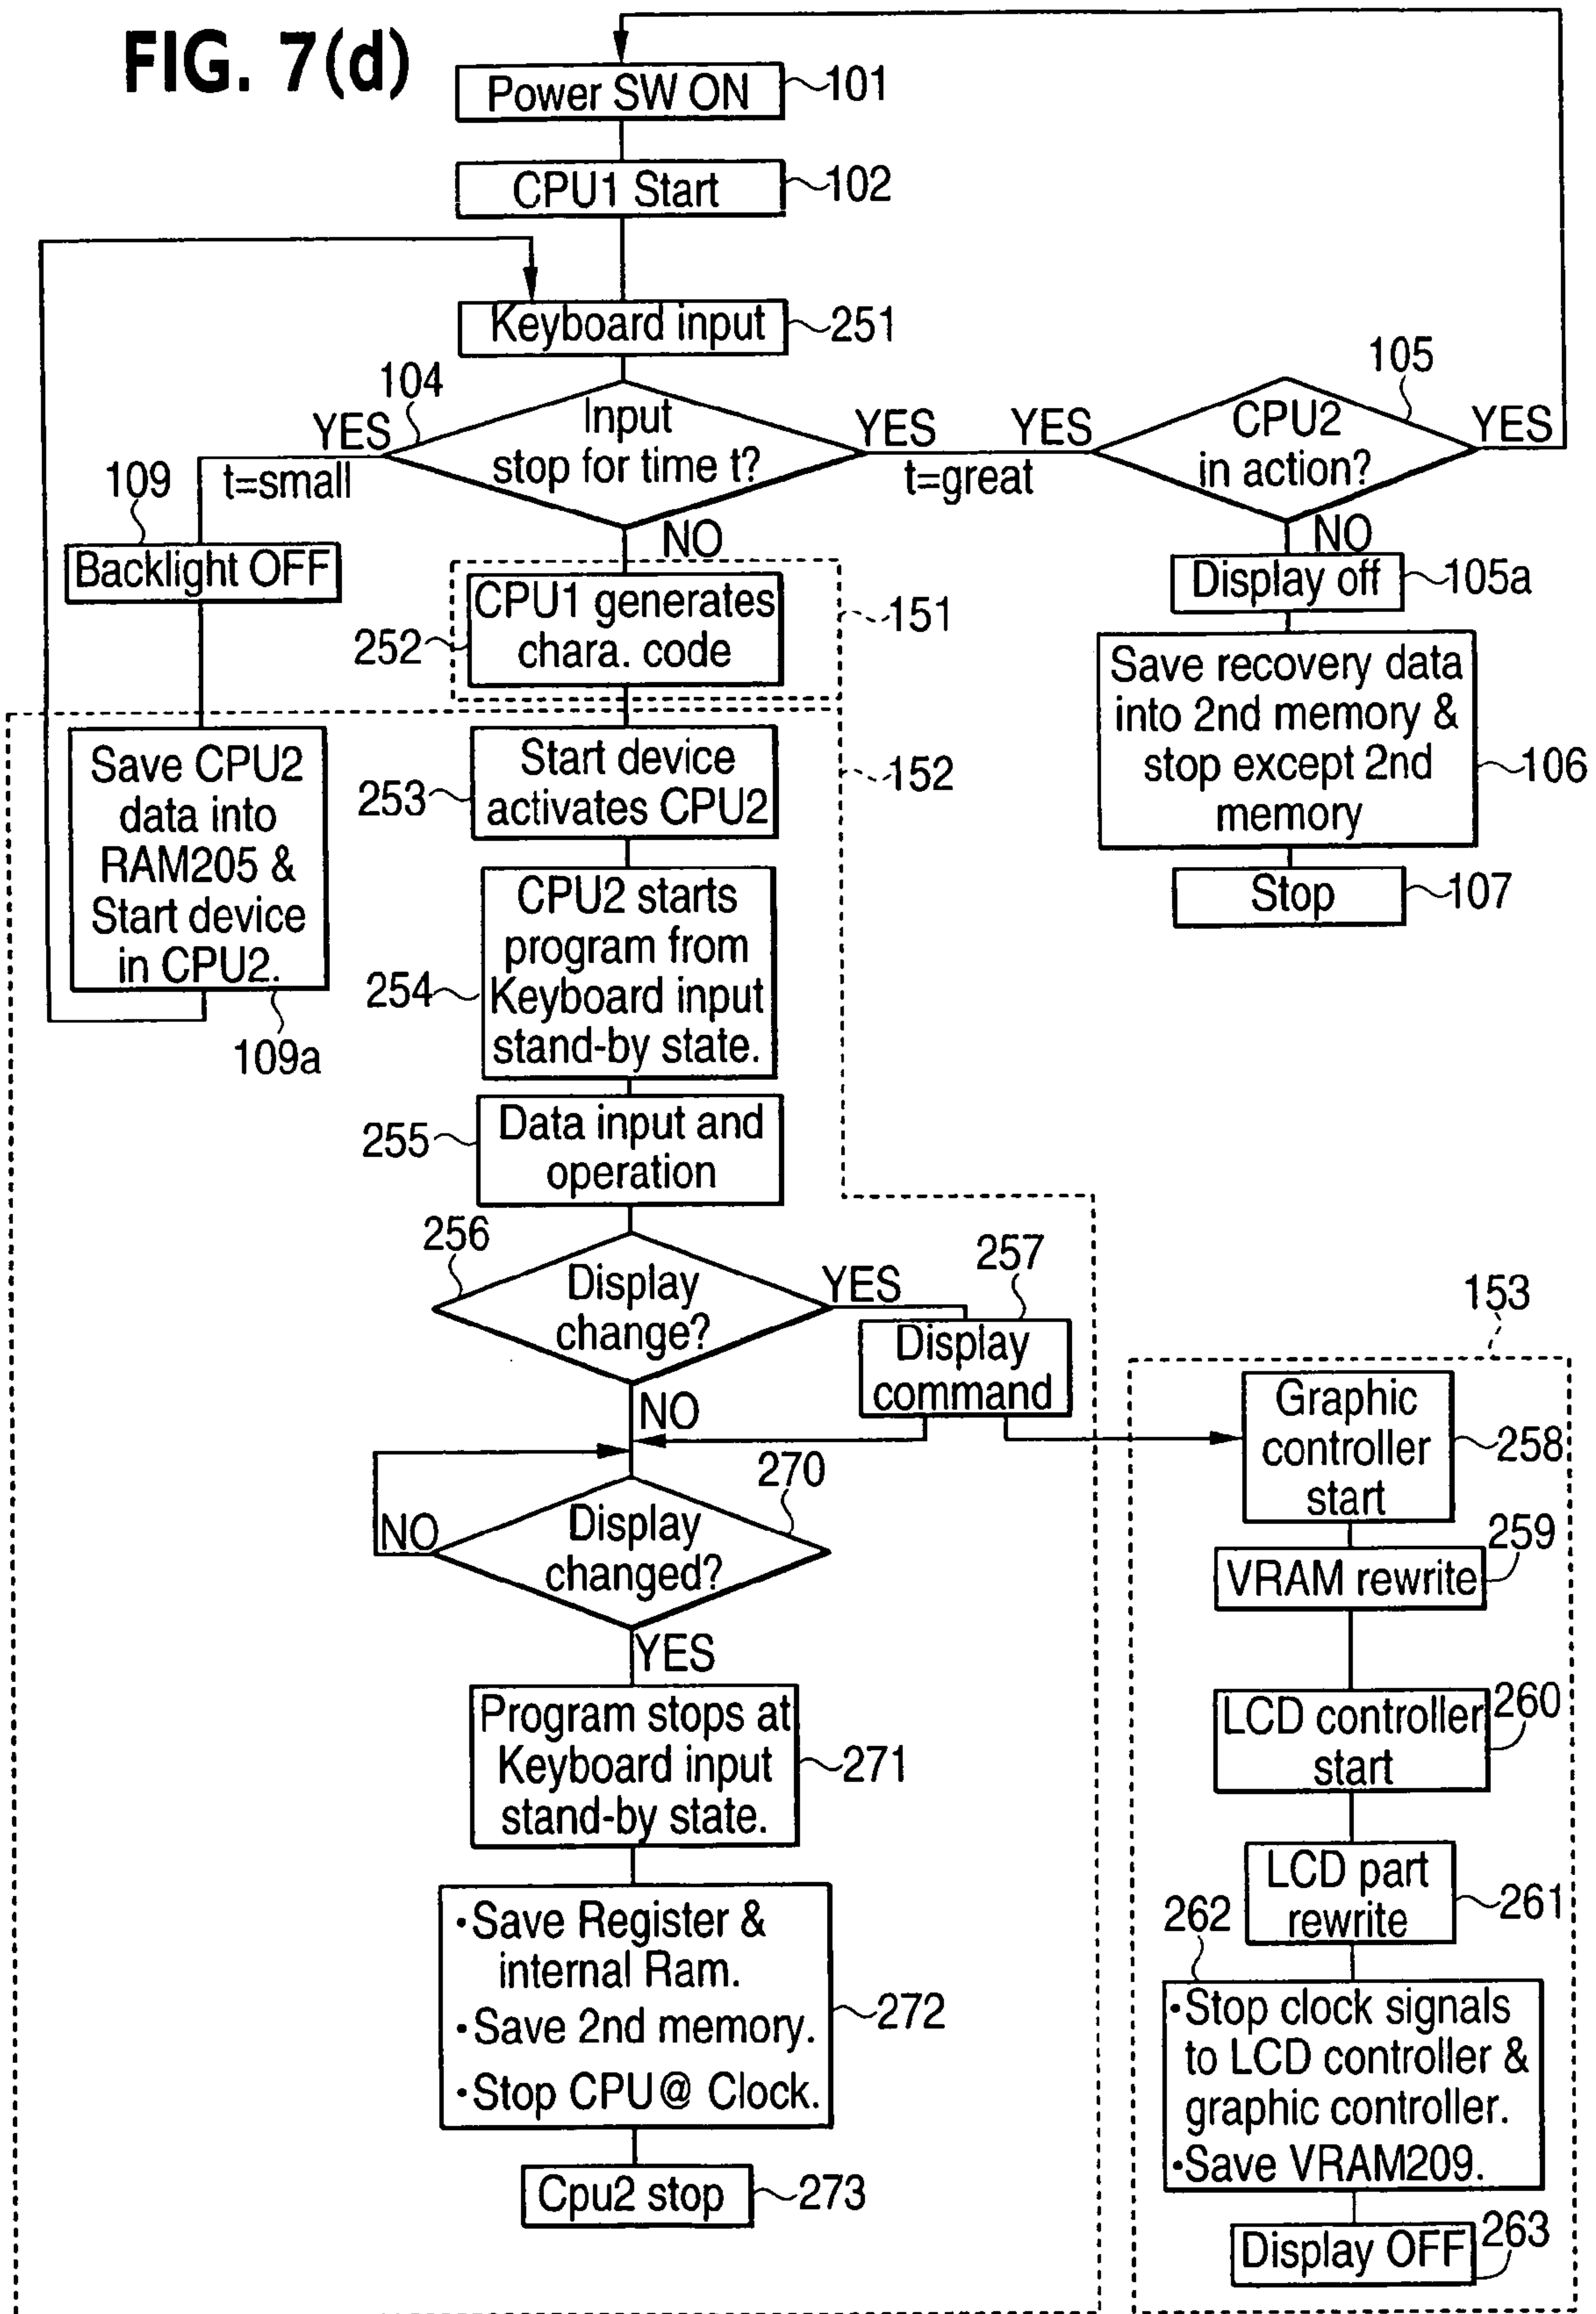 FIG. 7(d)
Power SW ON
101
CPU1 Start
102
Keyboard input
251
104
Input
stop for time t?
YES
t=small
YES
t=great
YES
105
CPU2
in action?
YES
NO
NO
109
Backlight OFF
Display off
105a
CPU1 generates
chara. code
252
151
Save recovery data
into 2nd memory &
stop except 2nd
memory
106
Stop
107
Save CPU2
data into
RAM205 &
Start device
in CPU2.
109a
Start device
activates CPU2
253
152
CPU2 starts
program from
Keyboard input
stand-by state.
254
Data input and
operation
255
256
Display
change?
YES
257
Display
command
NO
153
Graphic
controller
start
258
270
Display
changed?
NO
YES
VRAM rewrite
259
LCD controller
start
260
Program stops at
Keyboard input
stand-by state.
271
LCD part
rewrite
261
262
•Save Register &
internal Ram.
•Save 2nd memory.
•Stop CPU@ Clock.
272
•Stop clock signals
to LCD controller &
graphic controller.
•Save VRAM209.
Cpu2 stop
273
Display OFF
263